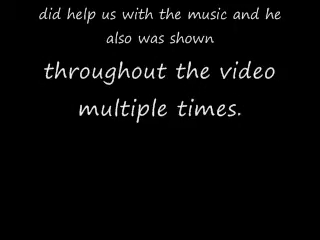 did help us with the music and he
also was shown
throughout the video
multiple times.